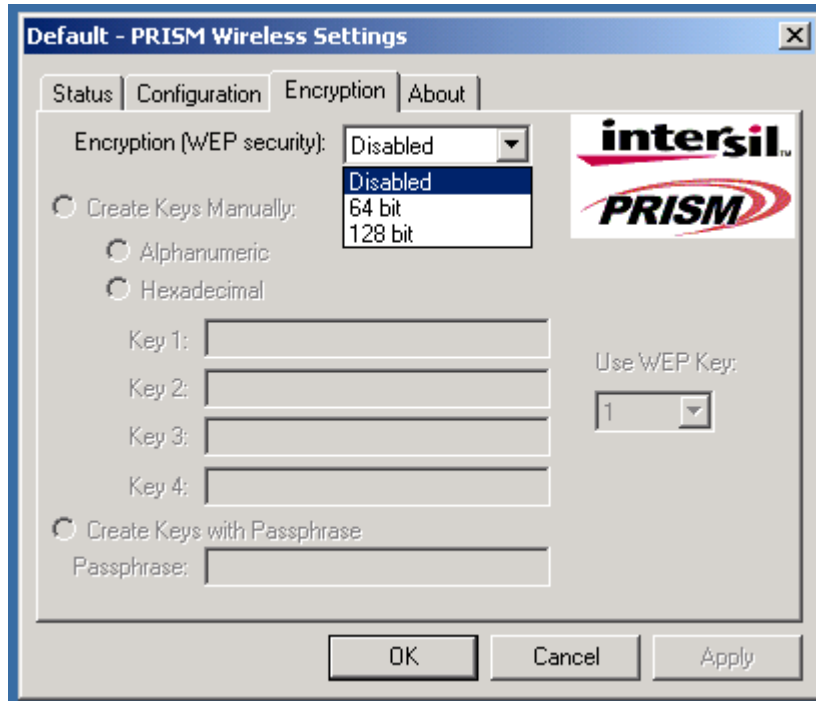 Default - PRISM Wireless Settings
Status Configuration Encryption About
Encryption (WEP security): Disabled
Disabled
64 bit
128 bit
intersil™
PRISM
Create Keys Manually:
Alphanumeric
Hexadecimal
Key 1:
Key 2:
Key 3:
Key 4:
Use WEP Key:
1
Create Keys with Passphrase
Passphrase:
OK Cancel Apply